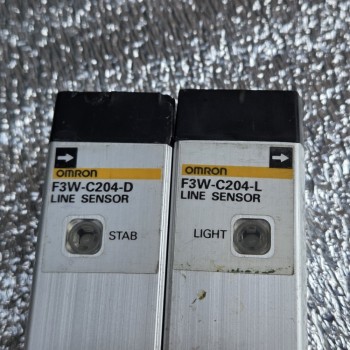 OMRON
F3W-C204-D
LINE SENSOR
STAB
OMRON
F3W-C204-L
LINE SENSOR
LIGHT